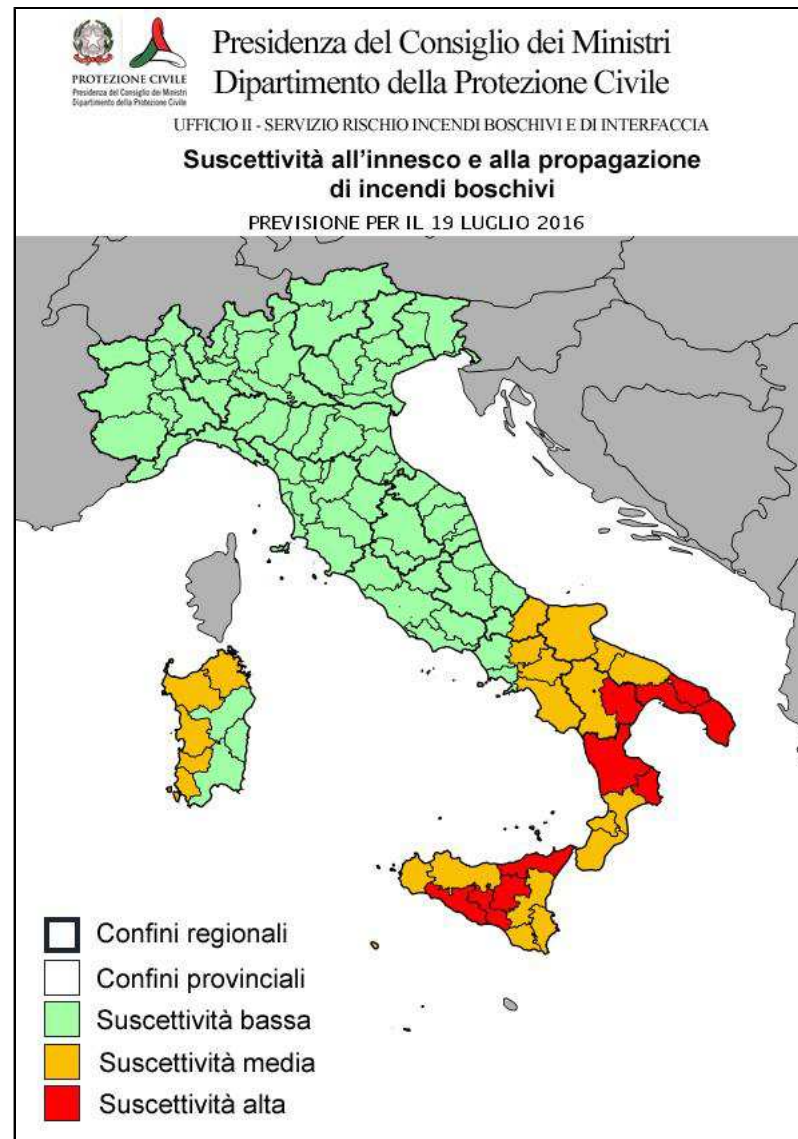 PROTEZIONE CIVILE
Presidenza del Consiglio dei Ministri
Dipartimento della Protezione Civile
Presidenza del Consiglio dei Ministri
Dipartimento della Protezione Civile
UFFICIO II - SERVIZIO RISCHIO INCENDI BOSCHIVI E DI INTERFACCIA
Suscettività all'innesco e alla propagazione
di incendi boschivi
PREVISIONE PER IL 19 LUGLIO 2016
Confini regionali
Confini provinciali
Suscettività bassa
Suscettività media
Suscettività alta